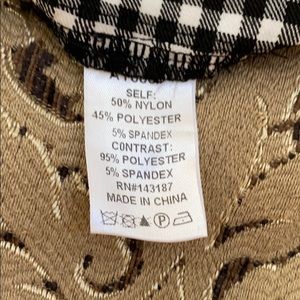 SELF:
50% NYLON
45% POLYESTER
5% SPANDEX
CONTRAST:
95% POLYESTER
5% SPANDEX
RN#143187
MADE IN CHINA